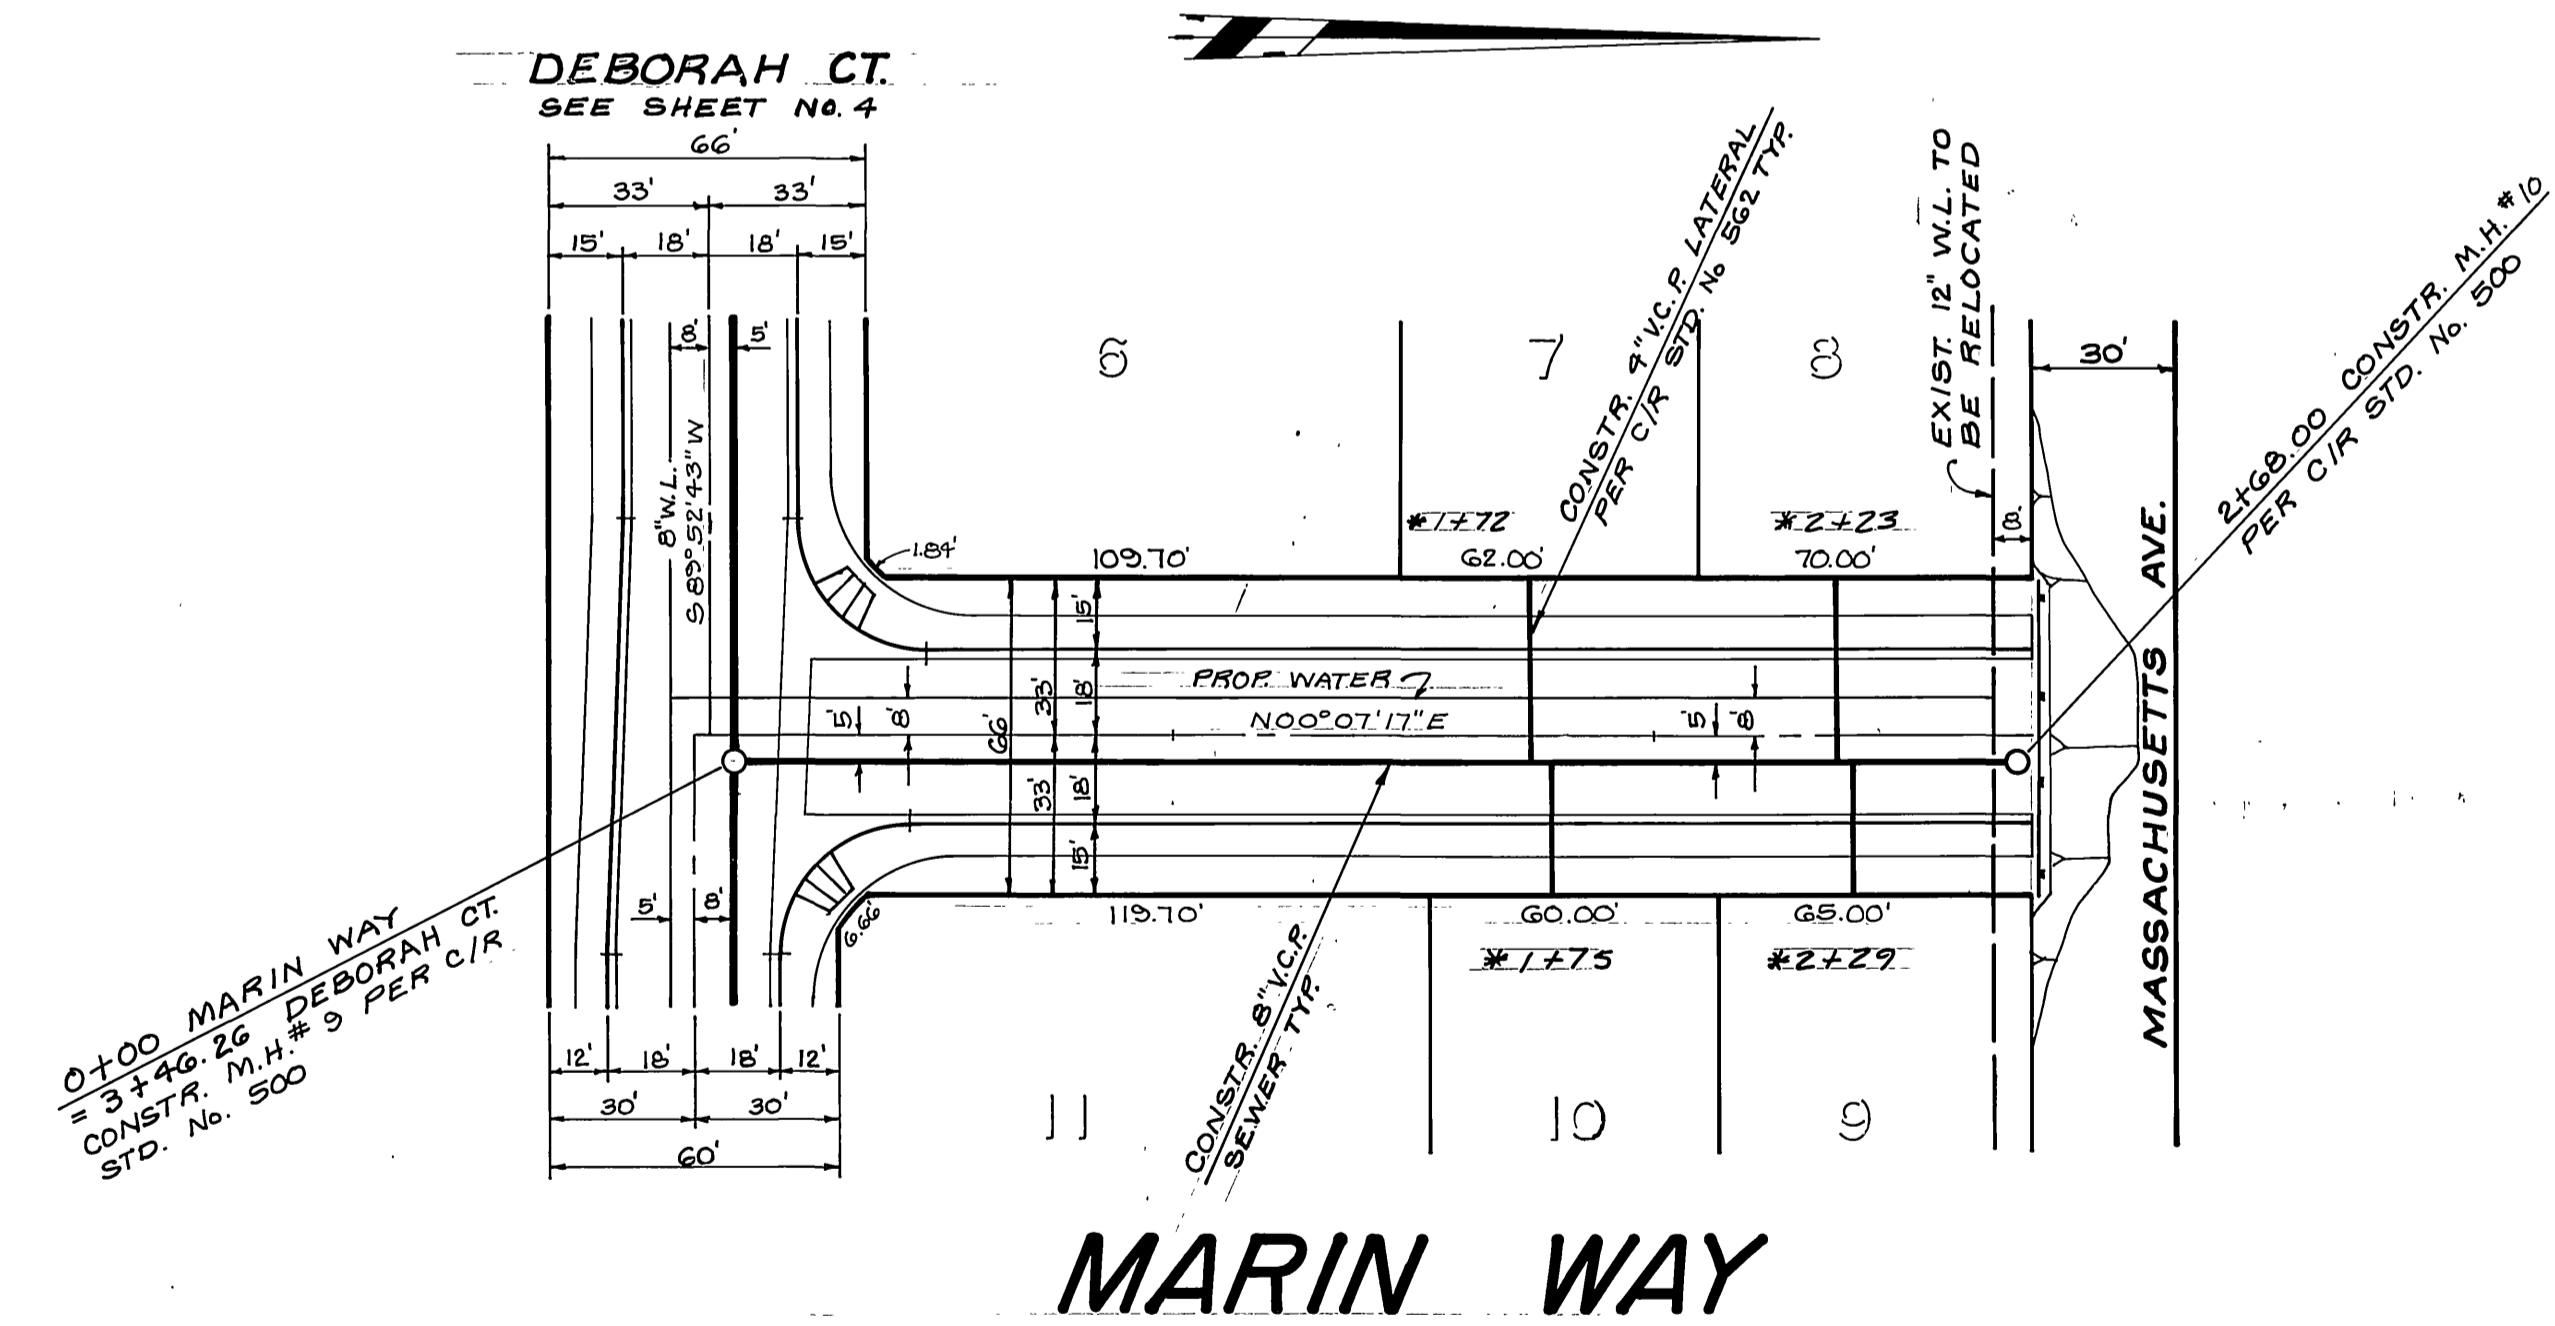 DEBORAH CT.
SEE SHEET NO. 4
66'
33' 33'
15' 18' 18' 15'
8' 5'
8" W.L.
S 89°52'43" W
6 7 8
CONSTR. 4" V.C.P. LATERAL
PER C/R STD. No 562 TYP.
EXIST. 12" W.L. TO
BE RELOCATED
30'
8'
2+68.00 CONSTR. M.H. #10
PER C/R STD. No. 500
MASSACHUSETTS AVE.
*1+72 *2+23
1.84' 109.70' 62.00' 70.00'
15'
PROP. WATER
33' 18'
66'
5' 8' N00°07'17"E 5' 8'
33' 18'
15'
5' 8'
6.66' 119.70' 60.00' 65.00'
*1+75 *2+29
CONSTR. 8" V.C.P.
SEWER TYP.
0+00 MARIN WAY
= 3+46.26 DEBORAH CT.
CONSTR. M.H. # 9 PER C/R
STD. No. 500
12' 18' 18' 12'
30' 30'
60'
11 10 9
MARIN WAY